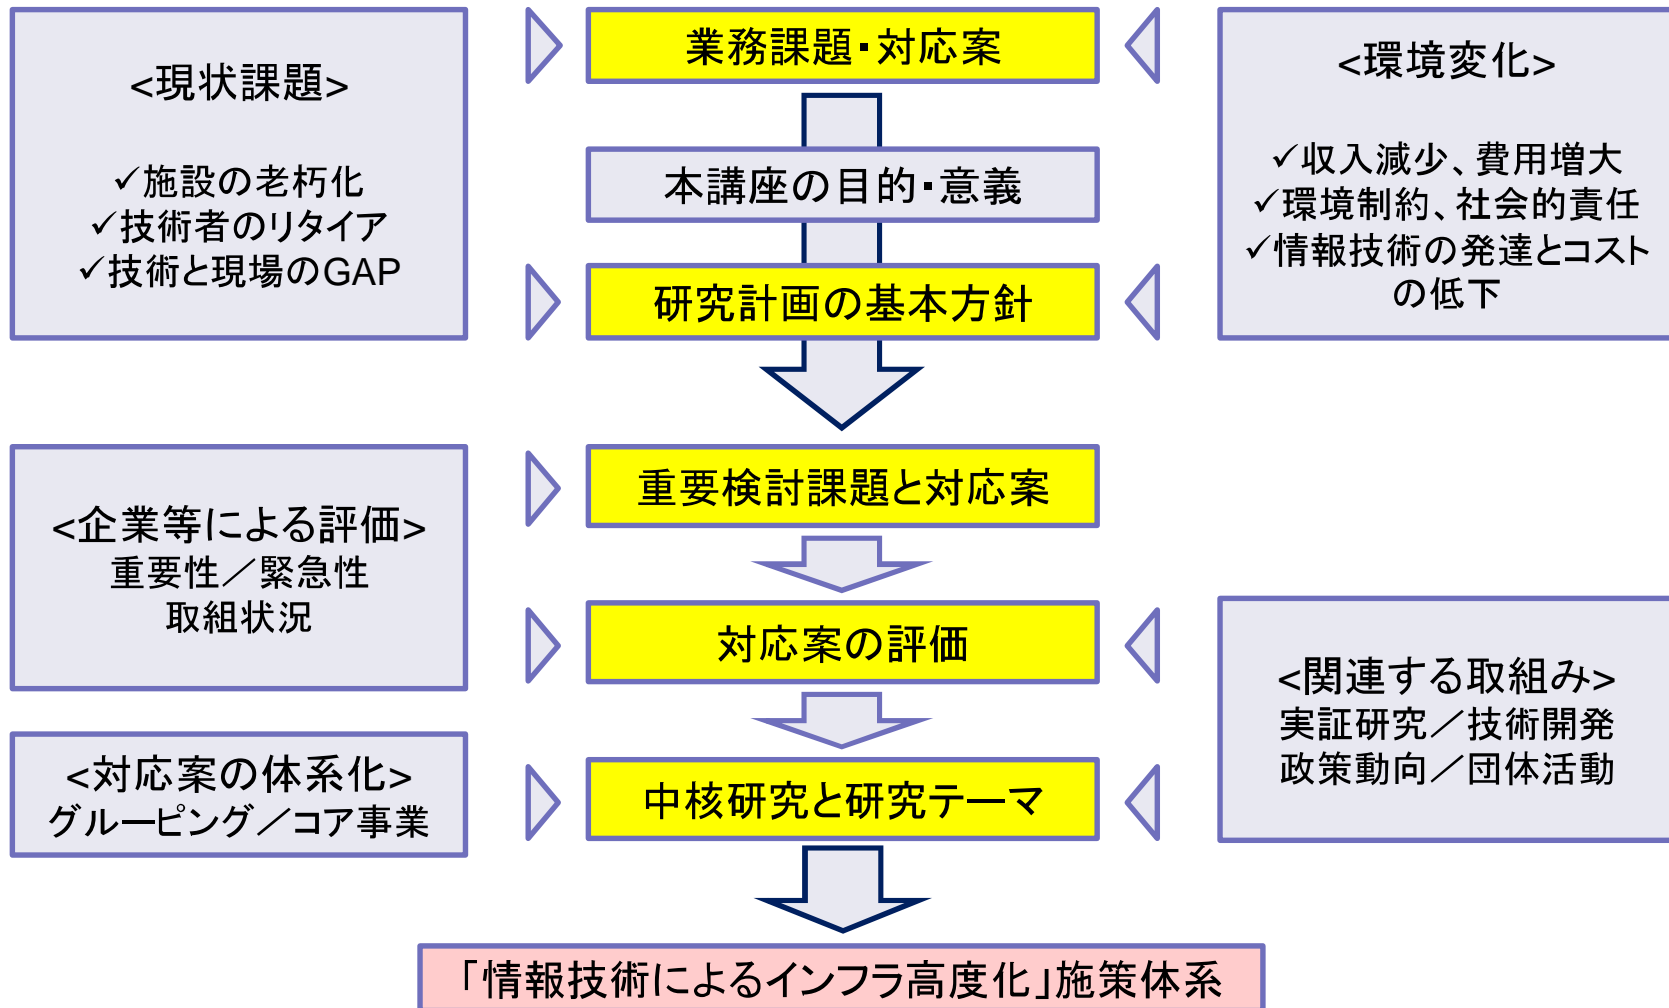 <現状課題>
✓施設の老朽化
✓技術者のリタイア
✓技術と現場のGAP
業務課題・対応案
本講座の目的・意義
研究計画の基本方針
<環境変化>
✓収入減少、費用増大
✓環境制約、社会的責任
✓情報技術の発達とコスト
の低下
<企業等による評価>
重要性／緊急性
取組状況
重要検討課題と対応案
対応案の評価
<対応案の体系化>
グルーピング／コア事業
中核研究と研究テーマ
<関連する取組み>
実証研究／技術開発
政策動向／団体活動
「情報技術によるインフラ高度化」施策体系